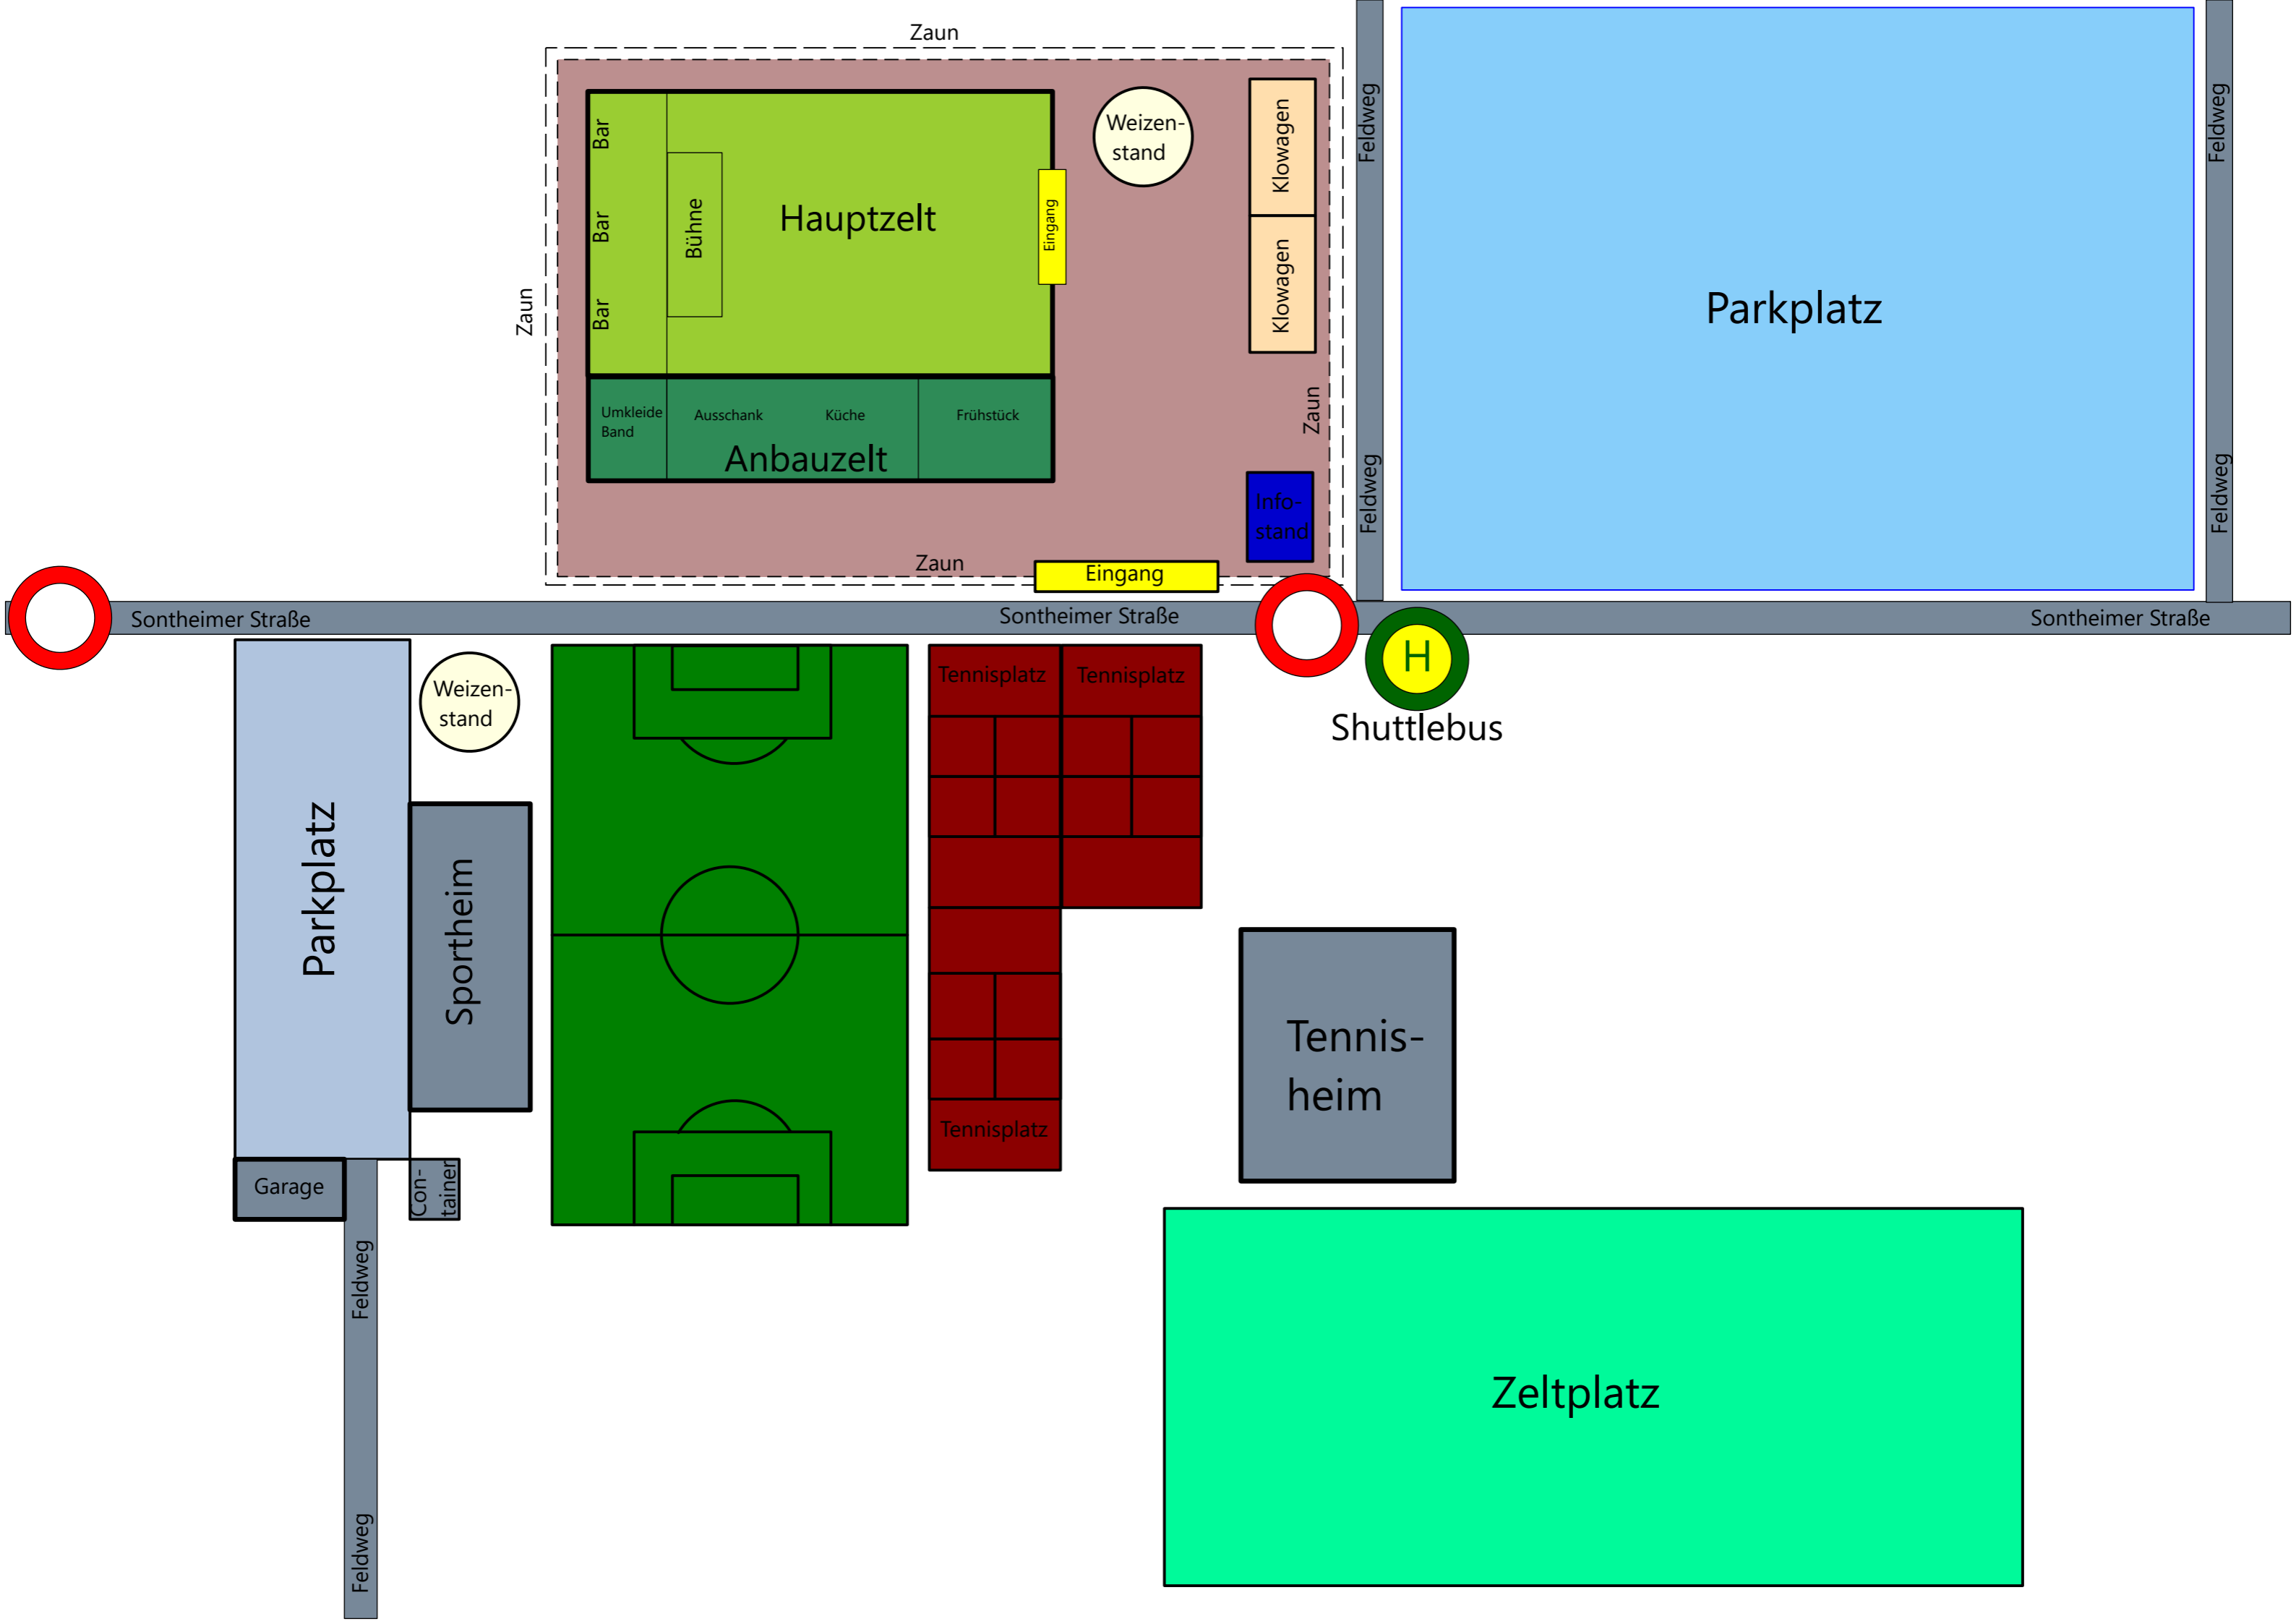 Zaun
Bar
Bar
Bar
Bühne
Hauptzelt
Eingang
Weizen-
stand
Klowagen
Klowagen
Zaun
Zaun
Umkleide
Band
Ausschank
Küche
Frühstück
Anbauzelt
Info-
stand
Zaun
Eingang
Feldweg
Feldweg
Parkplatz
Feldweg
Feldweg
Sontheimer Straße
Sontheimer Straße
Sontheimer Straße
H
Shuttlebus
Parkplatz
Weizen-
stand
Sportheim
Garage
Con-
tainer
Feldweg
Feldweg
Tennisplatz
Tennisplatz
Tennisplatz
Tennis-
heim
Zeltplatz